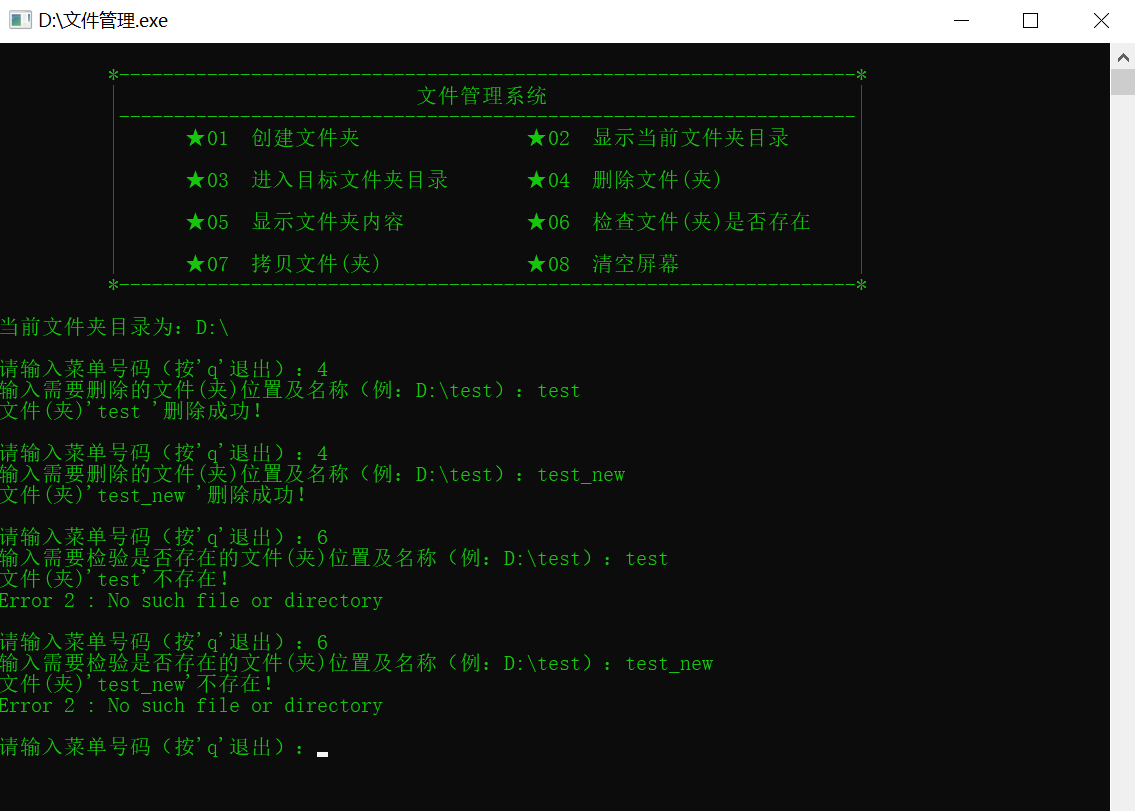 D:\文件管理.exe
*-------------------------------------------------------------------*
文件管理系统
-------------------------------------------------------------------
★01 创建文件夹 ★02 显示当前文件夹目录
★03 进入目标文件夹目录 ★04 删除文件(夹)
★05 显示文件夹内容 ★06 检查文件(夹)是否存在
★07 拷贝文件(夹) ★08 清空屏幕
*-------------------------------------------------------------------*
当前文件夹目录为：D:\
请输入菜单号码（按'q'退出）：4
输入需要删除的文件(夹)位置及名称（例：D:\test）：test
文件(夹)'test '删除成功！
请输入菜单号码（按'q'退出）：4
输入需要删除的文件(夹)位置及名称（例：D:\test）：test_new
文件(夹)'test_new '删除成功！
请输入菜单号码（按'q'退出）：6
输入需要检验是否存在的文件(夹)位置及名称（例：D:\test）：test
文件(夹)'test'不存在！
Error 2 : No such file or directory
请输入菜单号码（按'q'退出）：6
输入需要检验是否存在的文件(夹)位置及名称（例：D:\test）：test_new
文件(夹)'test_new'不存在！
Error 2 : No such file or directory
请输入菜单号码（按'q'退出）：